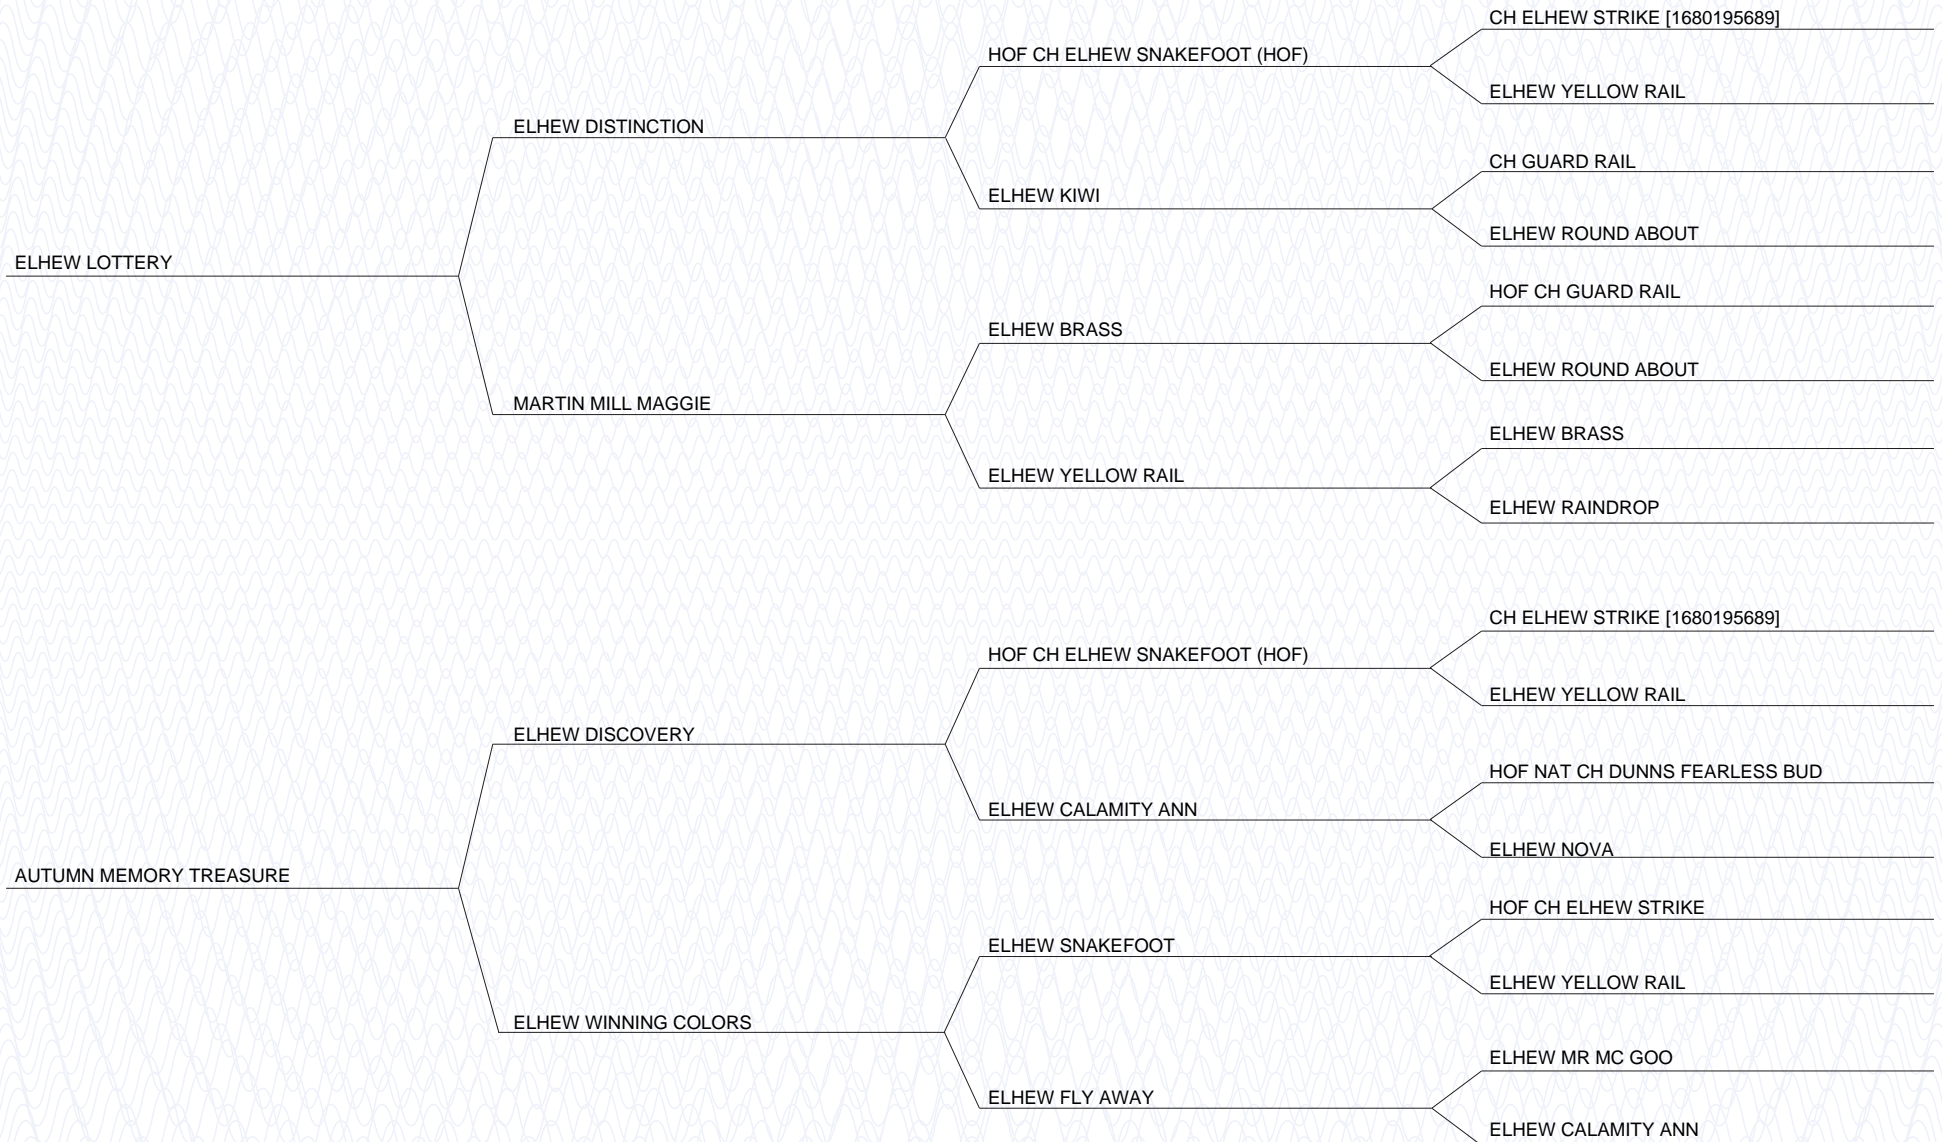 CH ELHEW STRIKE [1680195689]
HOF CH ELHEW SNAKEFOOT (HOF)
ELHEW YELLOW RAIL
ELHEW DISTINCTION
CH GUARD RAIL
ELHEW KIWI
ELHEW ROUND ABOUT
ELHEW LOTTERY
HOF CH GUARD RAIL
ELHEW BRASS
ELHEW ROUND ABOUT
MARTIN MILL MAGGIE
ELHEW BRASS
ELHEW YELLOW RAIL
ELHEW RAINDROP
CH ELHEW STRIKE [1680195689]
HOF CH ELHEW SNAKEFOOT (HOF)
ELHEW YELLOW RAIL
ELHEW DISCOVERY
HOF NAT CH DUNNS FEARLESS BUD
ELHEW CALAMITY ANN
ELHEW NOVA
AUTUMN MEMORY TREASURE
HOF CH ELHEW STRIKE
ELHEW SNAKEFOOT
ELHEW YELLOW RAIL
ELHEW WINNING COLORS
ELHEW MR MC GOO
ELHEW FLY AWAY
ELHEW CALAMITY ANN